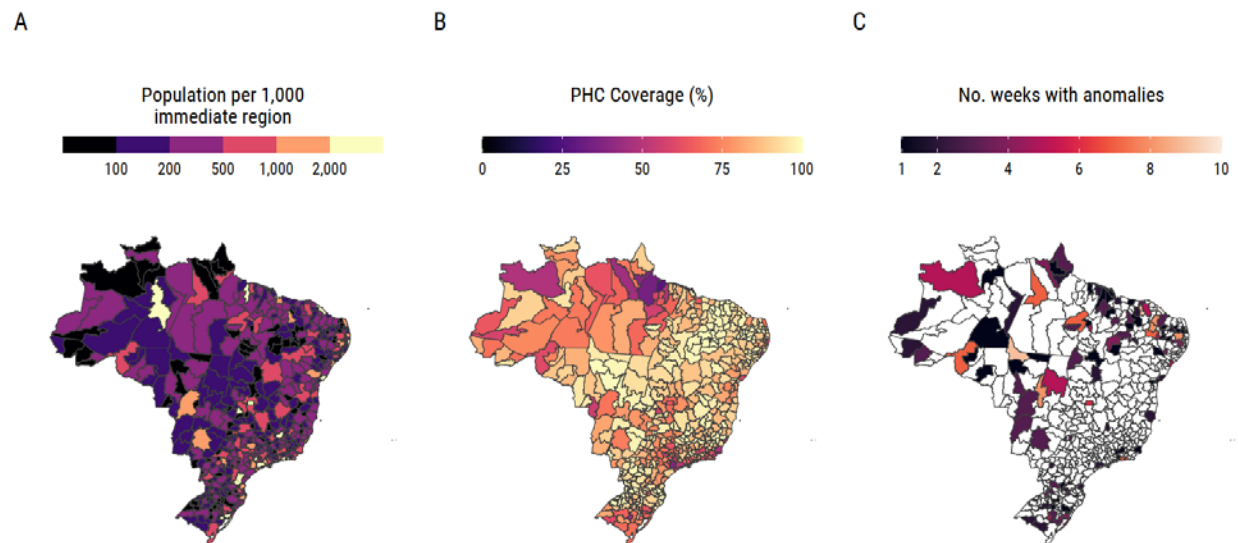 A
B
C
Population per 1,000
immediate region
PHC Coverage (%)
No. weeks with anomalies
100 200 500 1,000 2,000
0 25 50 75 100
1 2 4 6 8 10